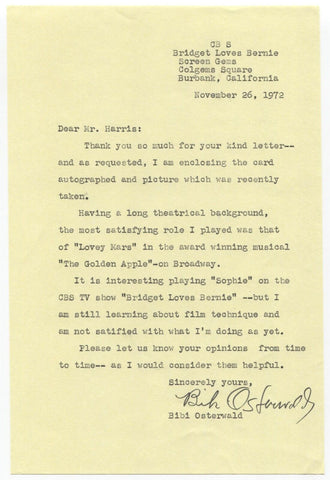 CB S
Bridget Loves Bernie
Screen Gems
Colgems Square
Burbank, California
November 26, 1972
Dear Mr. Harris:
Thank you so much for your kind letter--
and as requested, I am enclosing the card
autographed and picture which was recently
taken.
Having a long theatrical background,
the most satisfying role I played was that
of "Lovey Mars" in the award winning musical
"The Golden Apple"-on Broadway.
It is interesting playing "Sophie" on the
CBS TV show "Bridget Loves Bernie" --but I
am still learning about film technique and
am not satified with what I'm doing as yet.
Please let us know your opinions from time
to time-- as I would consider them helpful.
Sincerely yours,
Bibi Osterwald
Bibi Osterwald